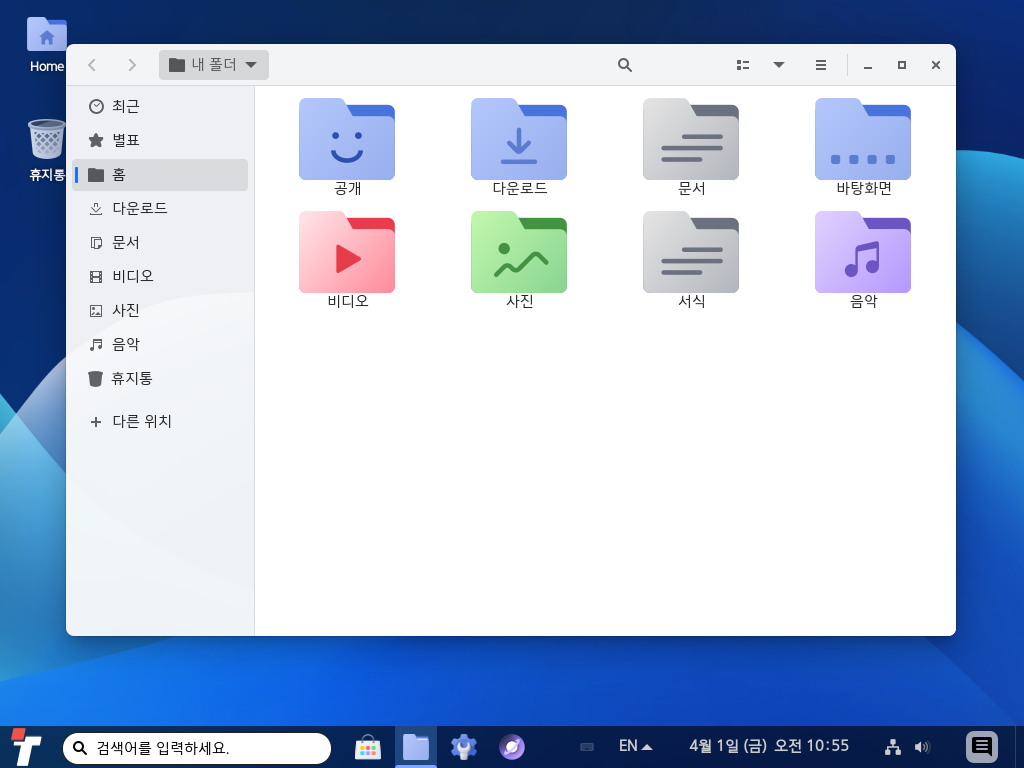 Home
휴지통
내 폴더
최근
별표
홈
다운로드
문서
비디오
사진
음악
휴지통
다른 위치
공개
다운로드
문서
바탕화면
비디오
사진
서식
음악
검색어를 입력하세요.
EN
4월 1일 (금) 오전 10:55